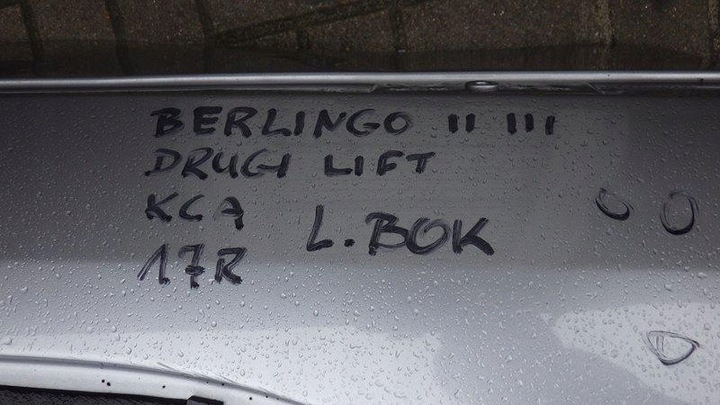 BERLINGO II III
DRUGI LIFT
KCA
L. BOK
17R